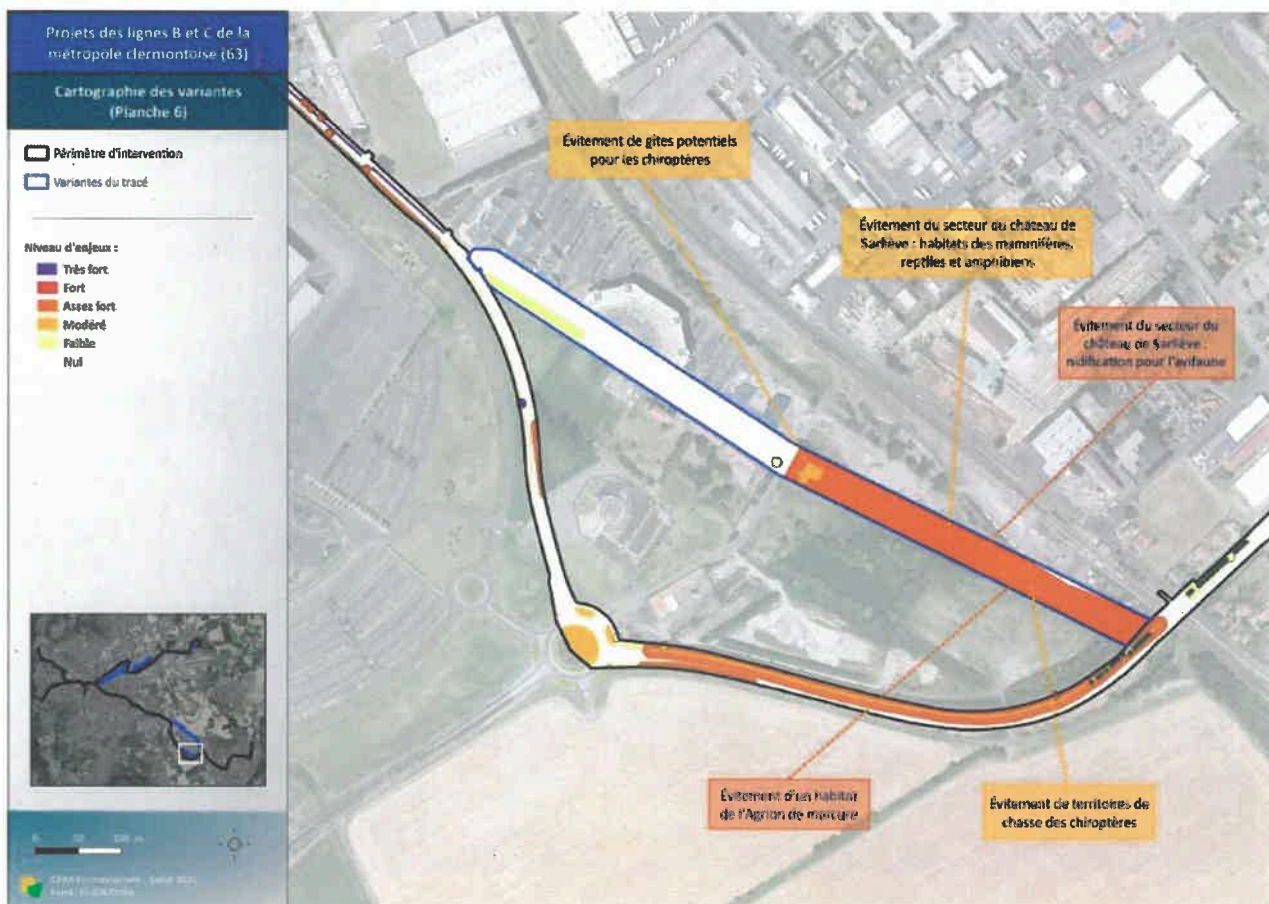 Projets des lignes B et C de la
métropole clermontoise (63)
Cartographie des variantes
(Planche 6)
Périmètre d'intervention
Variantes du tracé
Niveau d'enjeux :
Très fort
Fort
Assez fort
Modéré
Faible
Nul
Évitement de gites potentiels
pour les chiroptères
Évitement du secteur du château de
Sarliève : habitats des mammifères,
reptiles et amphibiens
Évitement du secteur du
château de Sarliève :
nidification pour l'avifaune
Évitement d'un habitat
de l'Agrion de mercure
Évitement de territoires de
chasse des chiroptères
0